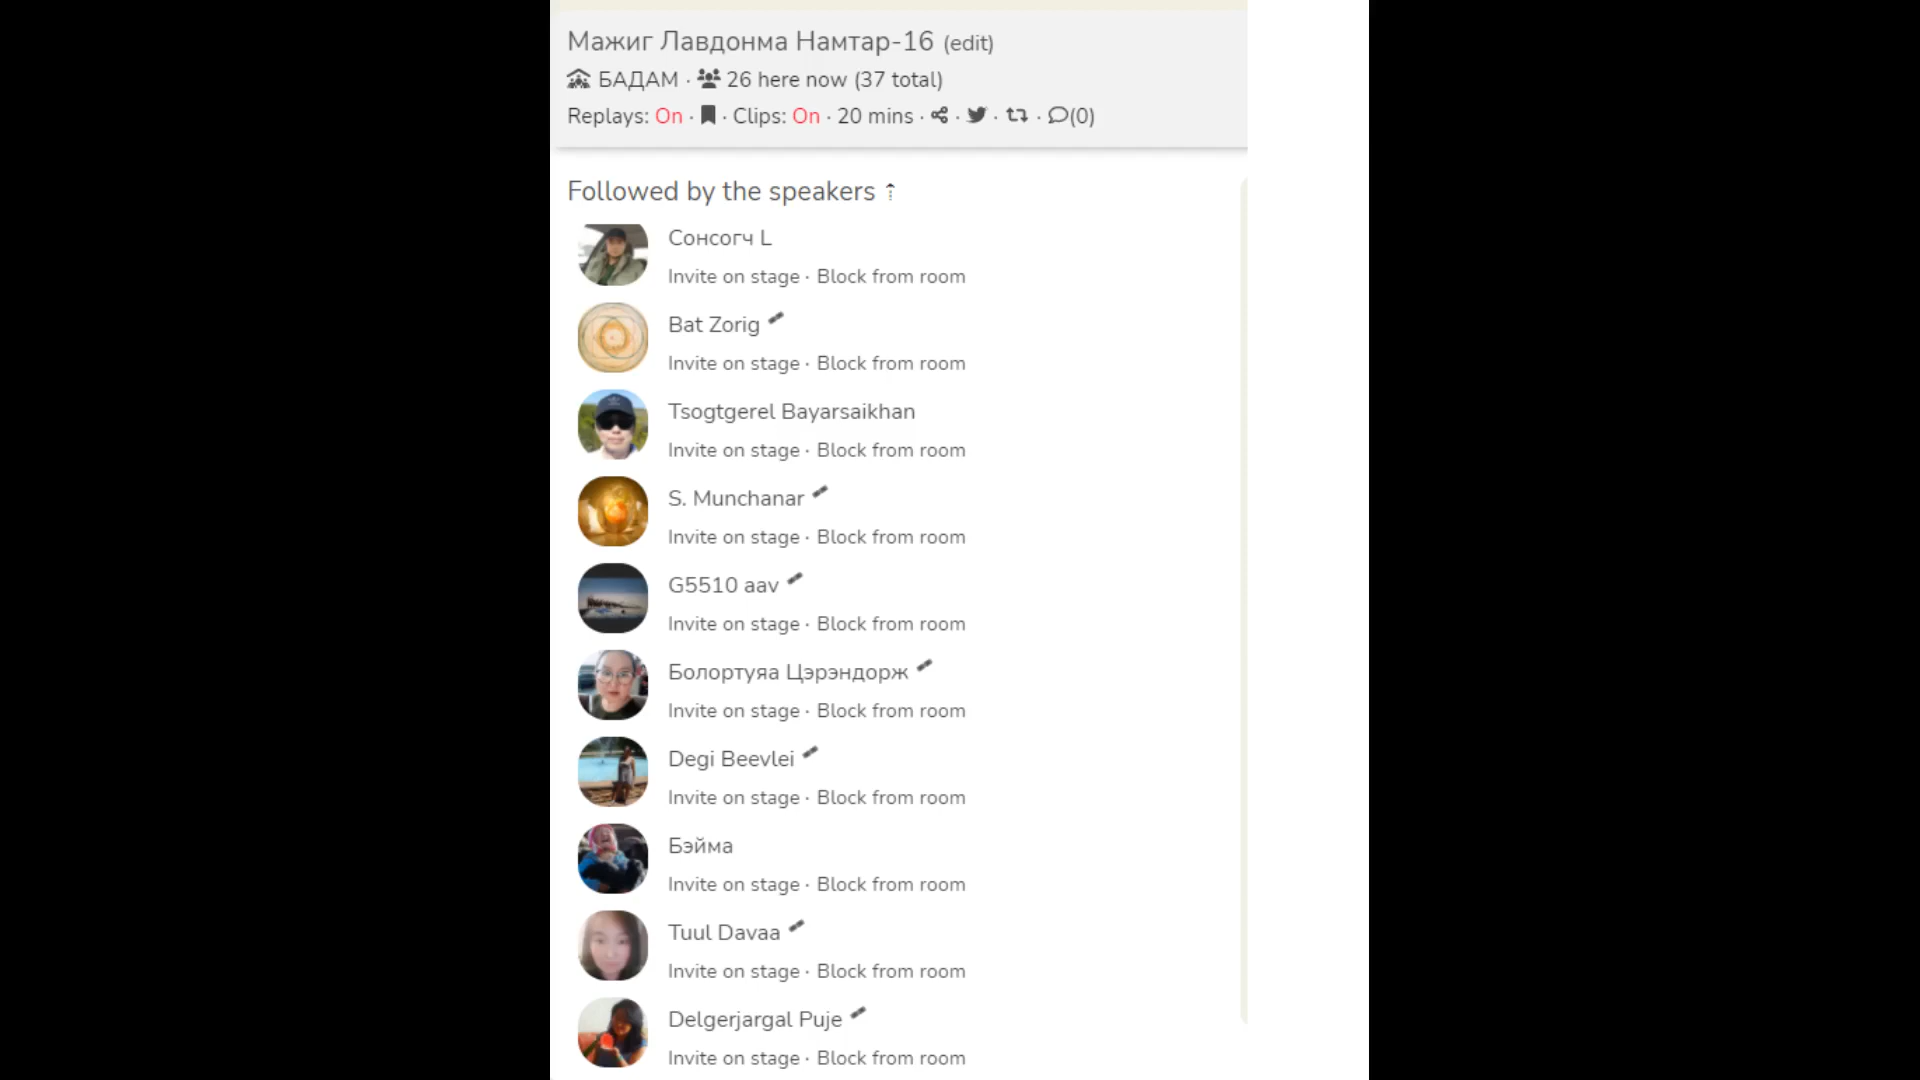 Мажиг Лавдонма Намтар-16 (edit)
БАДАМ · 26 here now (37 total)
Replays: On · · Clips: On · 20 mins · · · · (0)
Followed by the speakers
Сонсогч L
Invite on stage · Block from room
Bat Zorig
Invite on stage · Block from room
Tsogtgerel Bayarsaikhan
Invite on stage · Block from room
S. Munchanar
Invite on stage · Block from room
G5510 aav
Invite on stage · Block from room
Болортуяа Цэрэндорж
Invite on stage · Block from room
Degi Beevlei
Invite on stage · Block from room
Бэйма
Invite on stage · Block from room
Tuul Davaa
Invite on stage · Block from room
Delgerjargal Puje
Invite on stage · Block from room